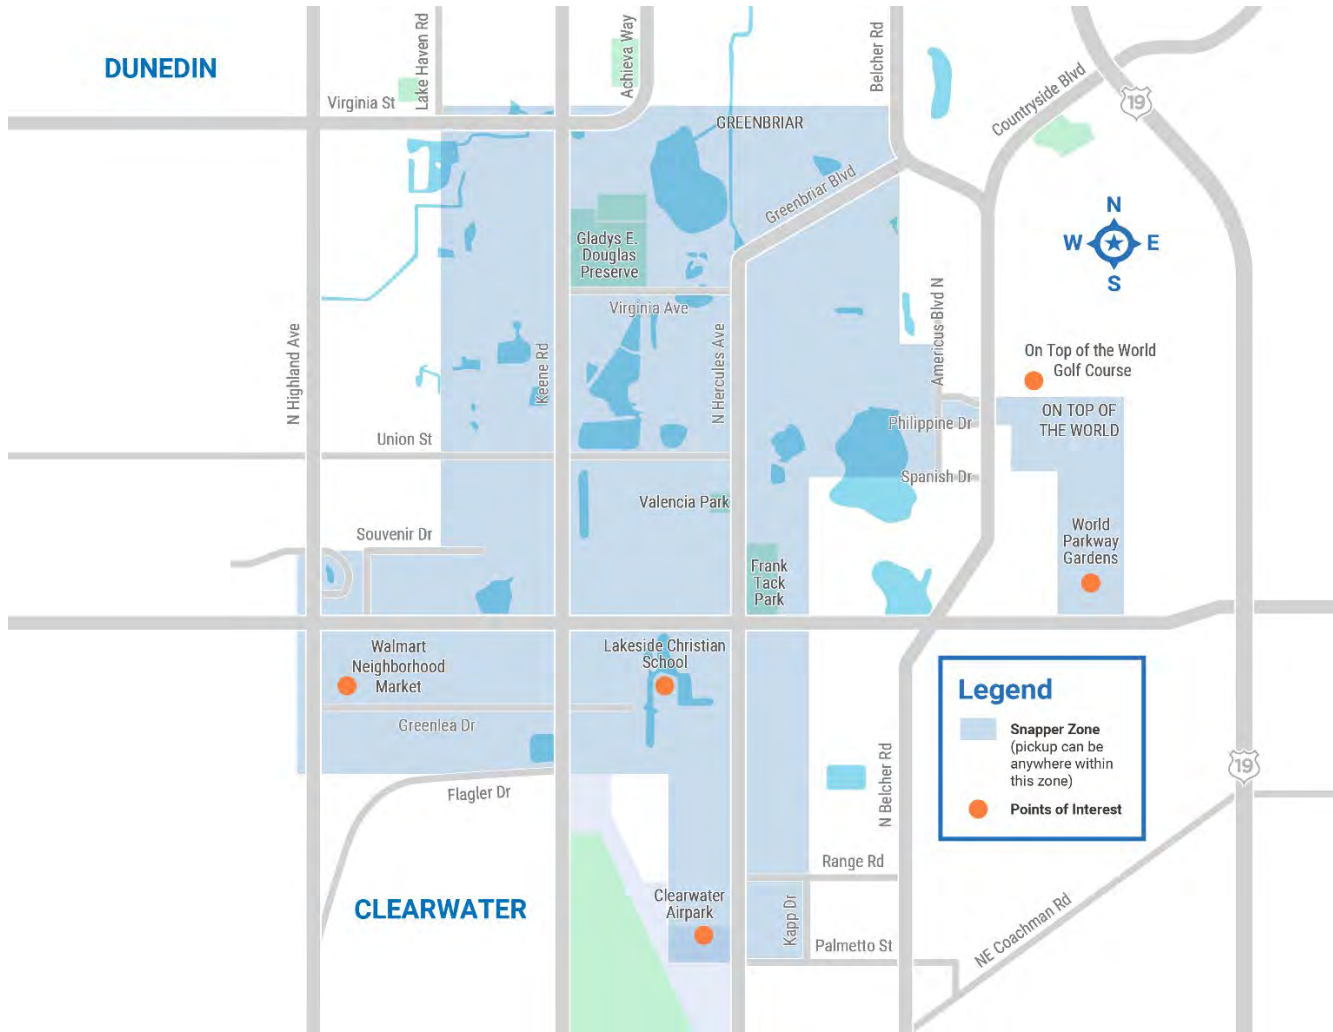 DUNEDIN
Virginia St
Lake Haven Rd
Achieva Way
Belcher Rd
Countryside Blvd
19
GREENBRIAR
Greenbriar Blvd
Gladys E.
Douglas
Preserve
N
W
E
S
Virginia Ave
N Highland Ave
Keene Rd
N Hercules Ave
Americus Blvd N
On Top of the World
Golf Course
ON TOP OF
THE WORLD
Philippine Dr
Union St
Spanish Dr
Valencia Park
Souvenir Dr
World
Parkway
Gardens
Frank
Tack
Park
Walmart
Neighborhood
Market
Lakeside Christian
School
Greenlea Dr
Legend
Snapper Zone
(pickup can be
anywhere within
this zone)
Points of Interest
19
N Belcher Rd
Flagler Dr
Range Rd
CLEARWATER
Clearwater
Airpark
Kapp Dr
Palmetto St
NE Coachman Rd